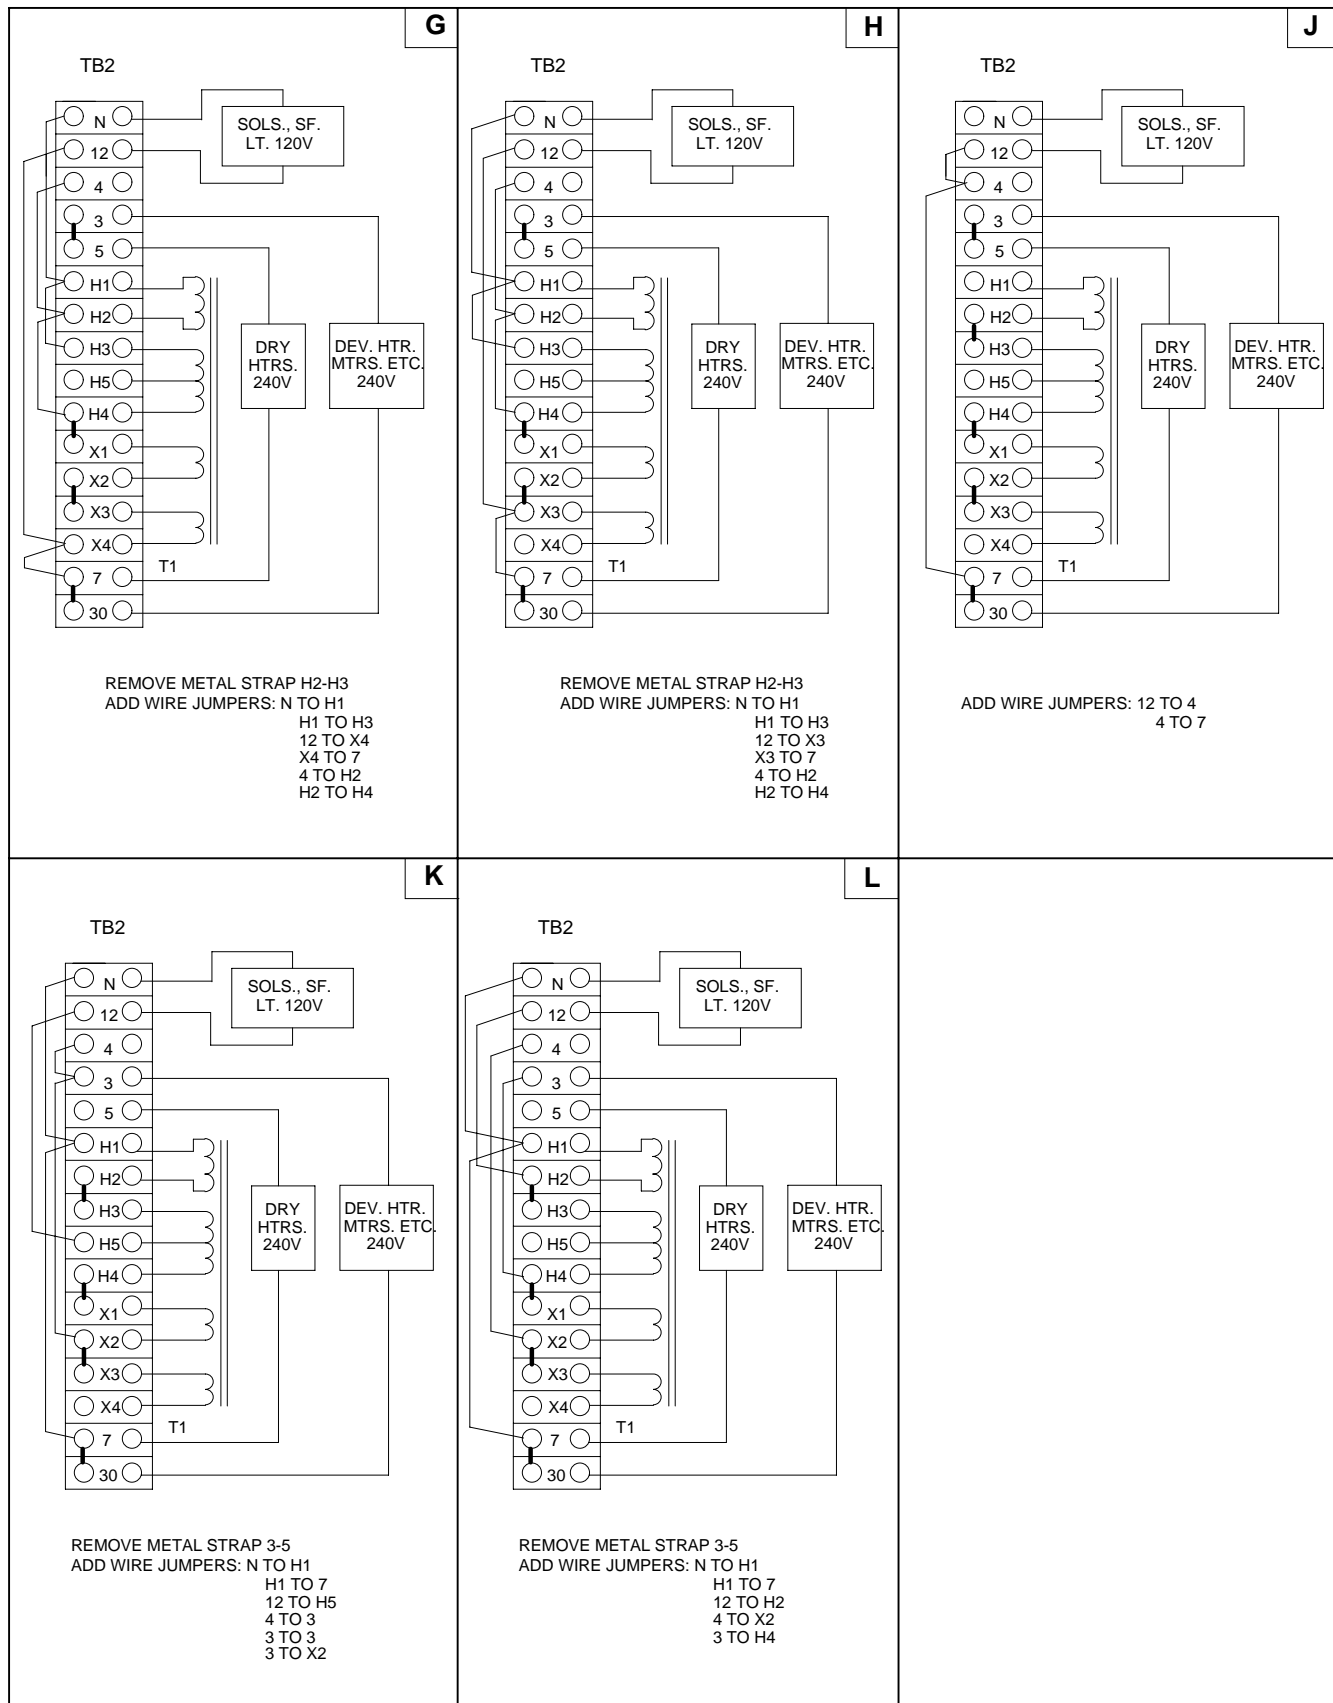 G
TB2
N
12
4
3
5
H1
H2
H3
H5
H4
X1
X2
X3
X4
7
30
SOLS., SF.
LT. 120V
DRY
HTRS.
240V
DEV. HTR.
MTRS. ETC.
240V
T1
REMOVE METAL STRAP H2-H3
ADD WIRE JUMPERS: N TO H1
H1 TO H3
12 TO X4
X4 TO 7
4 TO H2
H2 TO H4
H
TB2
N
12
4
3
5
H1
H2
H3
H5
H4
X1
X2
X3
X4
7
30
SOLS., SF.
LT. 120V
DRY
HTRS.
240V
DEV. HTR.
MTRS. ETC.
240V
T1
REMOVE METAL STRAP H2-H3
ADD WIRE JUMPERS: N TO H1
H1 TO H3
12 TO X3
X3 TO 7
4 TO H2
H2 TO H4
J
TB2
N
12
4
3
5
H1
H2
H3
H5
H4
X1
X2
X3
X4
7
30
SOLS., SF.
LT. 120V
DRY
HTRS.
240V
DEV. HTR.
MTRS. ETC.
240V
T1
ADD WIRE JUMPERS: 12 TO 4
4 TO 7
K
TB2
N
12
4
3
5
H1
H2
H3
H5
H4
X1
X2
X3
X4
7
30
SOLS., SF.
LT. 120V
DRY
HTRS.
240V
DEV. HTR.
MTRS. ETC.
240V
T1
REMOVE METAL STRAP 3-5
ADD WIRE JUMPERS: N TO H1
H1 TO 7
12 TO H5
4 TO 3
3 TO 3
3 TO X2
L
TB2
N
12
4
3
5
H1
H2
H3
H5
H4
X1
X2
X3
X4
7
30
SOLS., SF.
LT. 120V
DRY
HTRS.
240V
DEV. HTR.
MTRS. ETC.
240V
T1
REMOVE METAL STRAP 3-5
ADD WIRE JUMPERS: N TO H1
H1 TO 7
12 TO H2
4 TO X2
3 TO H4